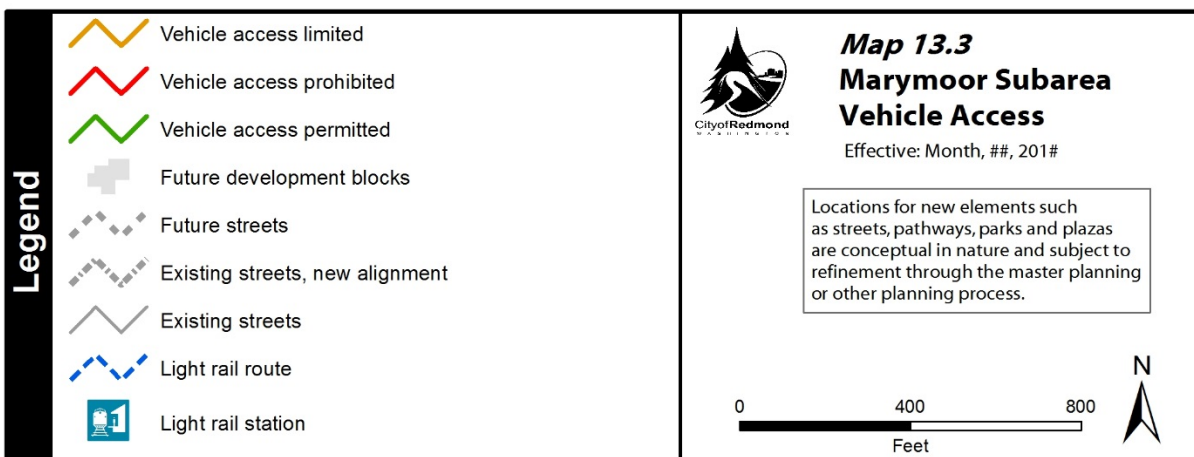 Legend
Vehicle access limited
Vehicle access prohibited
Vehicle access permitted
Future development blocks
Future streets
Existing streets, new alignment
Existing streets
Light rail route
Light rail station
CityofRedmond
WASHINGTON
Map 13.3
Marymoor Subarea
Vehicle Access
Effective: Month, ##, 201#
Locations for new elements such
as streets, pathways, parks and plazas
are conceptual in nature and subject to
refinement through the master planning
or other planning process.
N
0 400 800
Feet